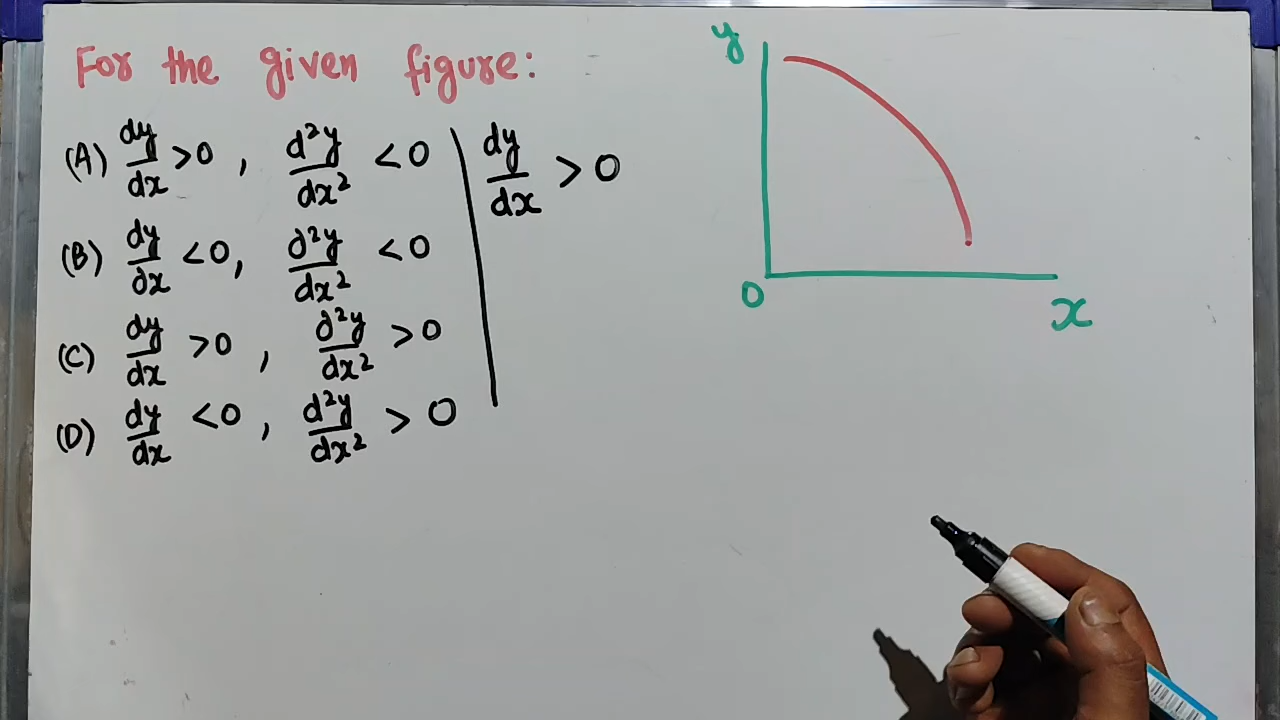 For the given figure:
(A) dy/dx >0 , d²y/dx² <0
dy/dx >0
(B) dy/dx <0, d²y/dx² <0
(C) dy/dx >0 , d²y/dx² >0
(D) dy/dx <0 , d²y/dx² >0
y
0
x